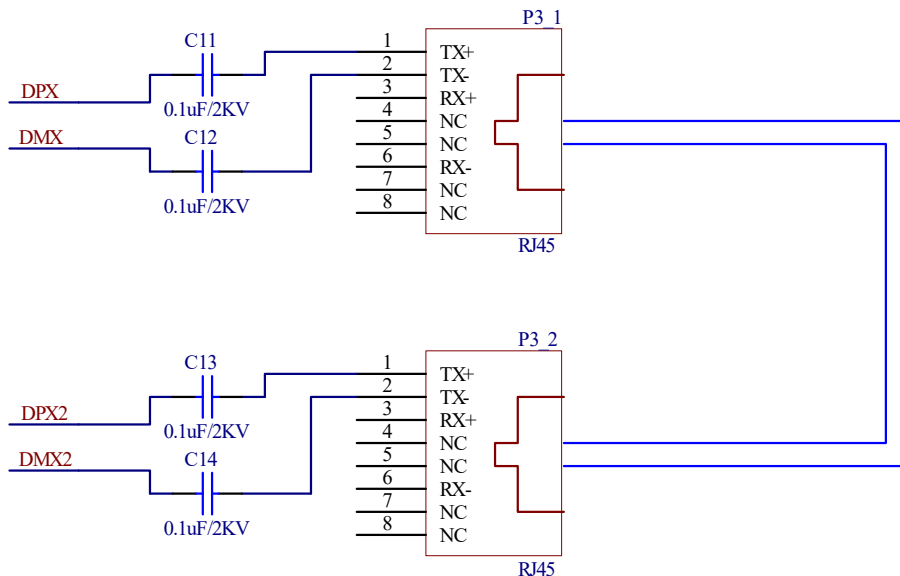 P3_1
C11
DPX
0.1uF/2KV
DMX
C12
0.1uF/2KV
1 TX+
2 TX-
3 RX+
4 NC
5 NC
6 RX-
7 NC
8 NC
RJ45
P3_2
C13
DPX2
0.1uF/2KV
DMX2
C14
0.1uF/2KV
1 TX+
2 TX-
3 RX+
4 NC
5 NC
6 RX-
7 NC
8 NC
RJ45